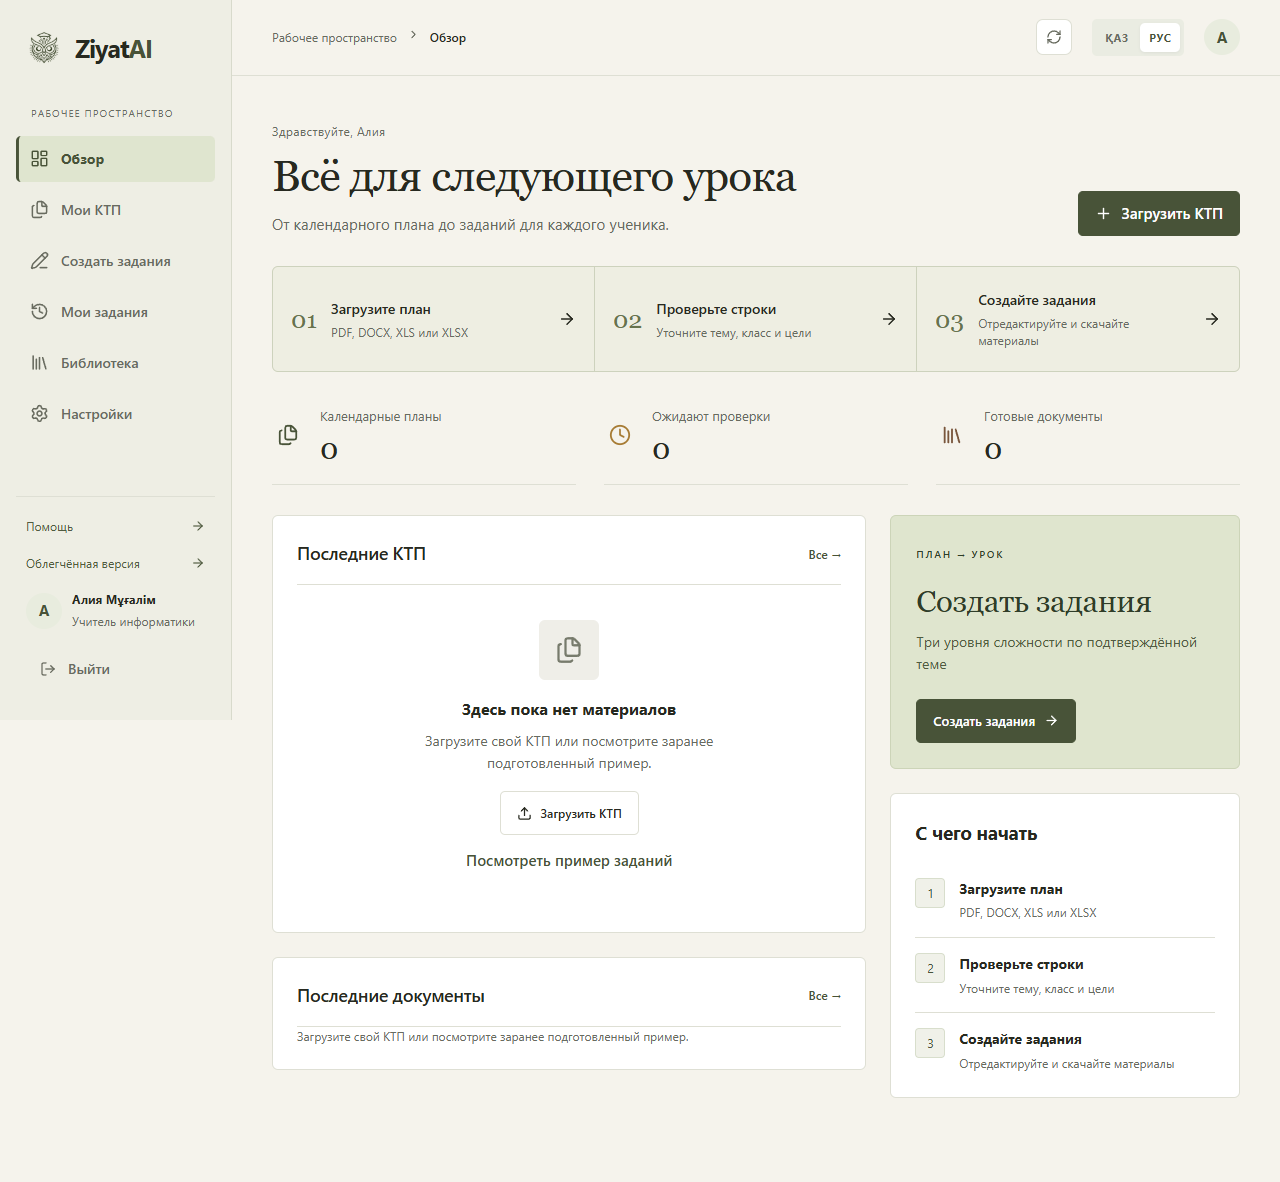 ZiyatAI
РАБОЧЕЕ ПРОСТРАНСТВО
Обзор
Мои КТП
Создать задания
Мои задания
Библиотека
Настройки
Помощь
Облегчённая версия
А
Алия Мұғалім
Учитель информатики
Выйти
Рабочее пространство > Обзор
ҚАЗ РУС
А
Здравствуйте, Алия
Всё для следующего урока
От календарного плана до заданий для каждого ученика.
+ Загрузить КТП
01
Загрузите план
PDF, DOCX, XLS или XLSX
02
Проверьте строки
Уточните тему, класс и цели
03
Создайте задания
Отредактируйте и скачайте
материалы
Календарные планы
0
Ожидают проверки
0
Готовые документы
0
Последние КТП
Все →
Здесь пока нет материалов
Загрузите свой КТП или посмотрите заранее
подготовленный пример.
Загрузить КТП
Посмотреть пример заданий
Последние документы
Все →
Загрузите свой КТП или посмотрите заранее подготовленный пример.
ПЛАН → УРОК
Создать задания
Три уровня сложности по подтверждённой
теме
Создать задания →
С чего начать
1
Загрузите план
PDF, DOCX, XLS или XLSX
2
Проверьте строки
Уточните тему, класс и цели
3
Создайте задания
Отредактируйте и скачайте материалы